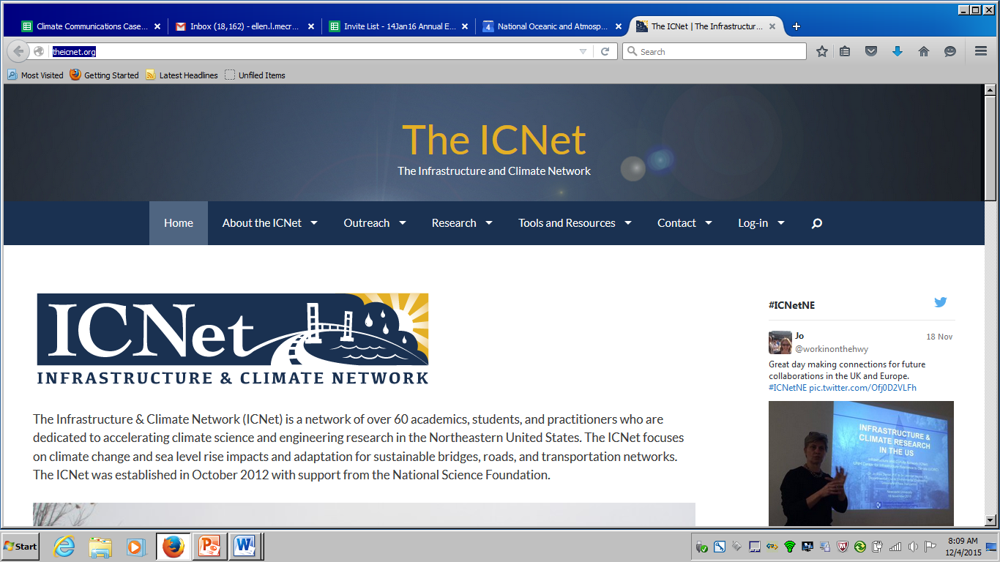 Climate Communications Case...
Inbox (18,162) - ellen.l.mecr...
Invite List - 14Jan16 Annual E...
4 National Oceanic and Atmosp...
The ICNet | The Infrastructur...
theicnet.org
Search
Most Visited
Getting Started
Latest Headlines
Unfiled Items
The ICNet
The Infrastructure and Climate Network
Home
About the ICNet
Outreach
Research
Tools and Resources
Contact
Log-in
ICNet
INFRASTRUCTURE & CLIMATE NETWORK
The Infrastructure & Climate Network (ICNet) is a network of over 60 academics, students, and practitioners who are
dedicated to accelerating climate science and engineering research in the Northeastern United States. The ICNet focuses
on climate change and sea level rise impacts and adaptation for sustainable bridges, roads, and transportation networks.
The ICNet was established in October 2012 with support from the National Science Foundation.
#ICNetNE
Jo
18 Nov
@workinonthehwy
Great day making connections for future
collaborations in the UK and Europe.
#ICNetNE pic.twitter.com/Ofj0D2VLFh
INFRASTRUCTURE &
CLIMATE RESEARCH
IN THE US
Start
8:09 AM
12/4/2015